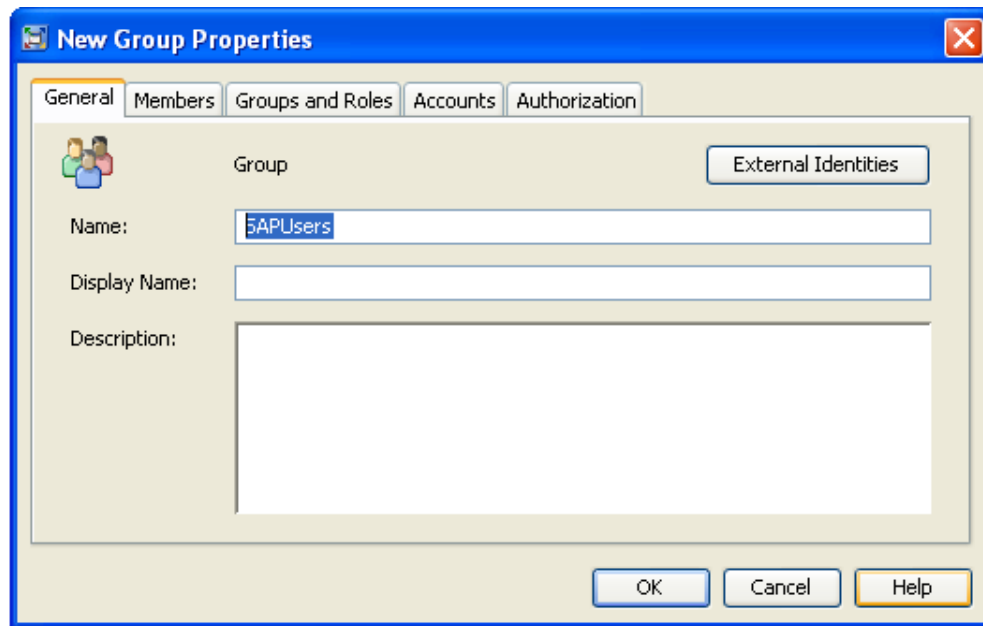 New Group Properties
General Members Groups and Roles Accounts Authorization
Group External Identities
Name: SAPUsers
Display Name:
Description:
OK Cancel Help